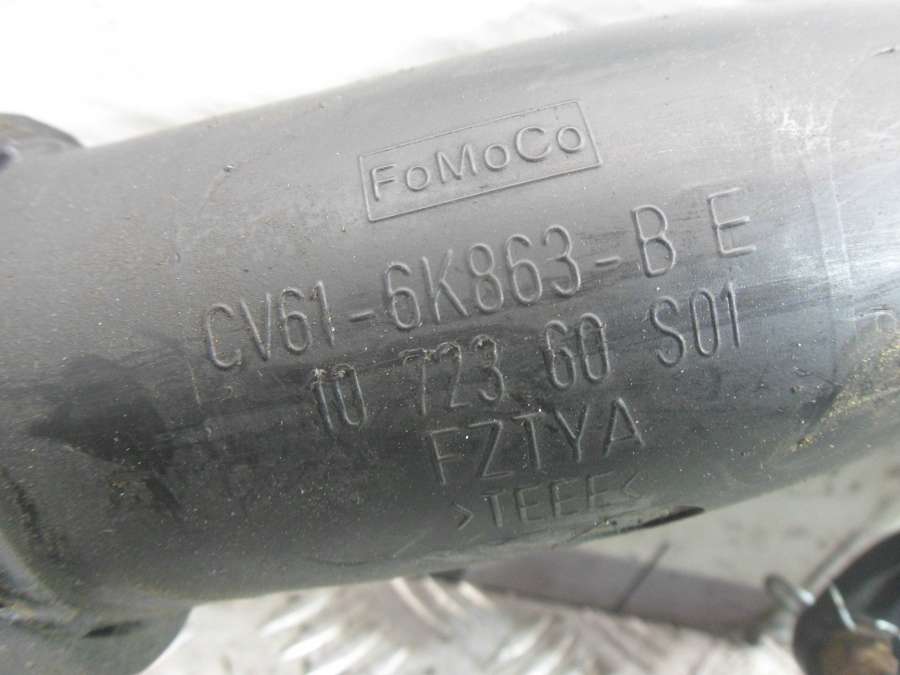 FoMoCo
CV61-6K863-B E
10 723 60 S01
FZTYA
>TEEE<